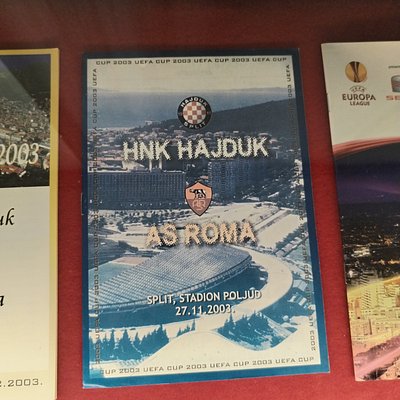 2003
uk
a
2.2003.
CUP 2003 UEFA CUP 2003 UEFA CUP 2003 UEFA
HAJDUK
SPLIT
HNK HAJDUK
AS ROMA
SPLIT, STADION POLJUD
27.11.2003.
CUP 2003 UEFA CUP 2003 UEFA CUP 2003 UEFA
UEFA
EUROPA
LEAGUE
SE